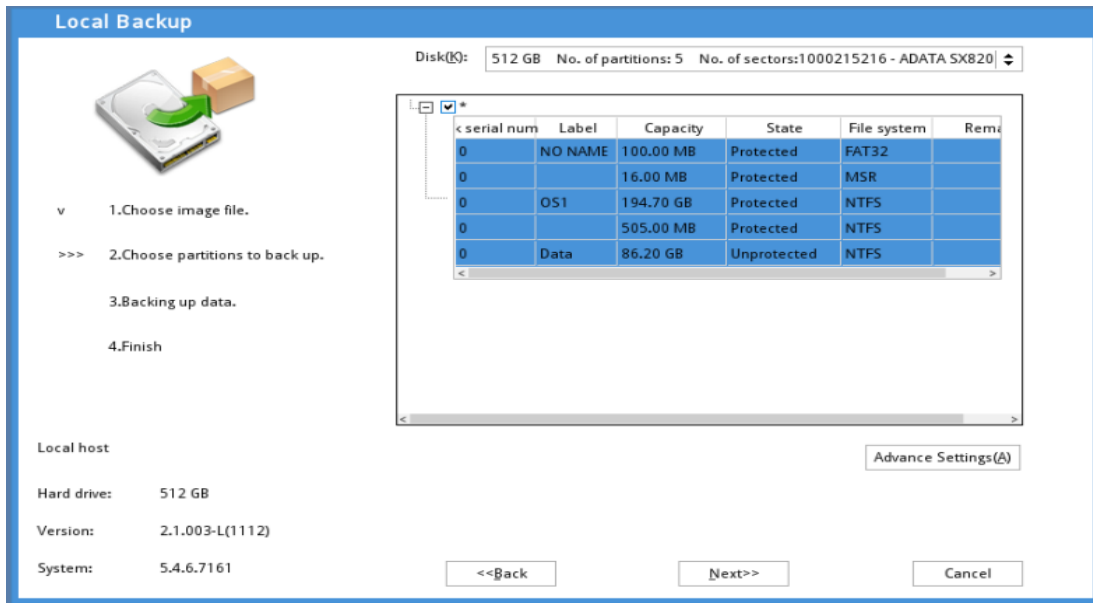 Local Backup
Disk(K): 512 GB No. of partitions: 5 No. of sectors:1000215216 - ADATA SX820
*
< serial num Label Capacity State File system Rema
0 NO NAME 100.00 MB Protected FAT32
0 16.00 MB Protected MSR
0 OS1 194.70 GB Protected NTFS
0 505.00 MB Protected NTFS
0 Data 86.20 GB Unprotected NTFS
v 1.Choose image file.
>>> 2.Choose partitions to back up.
3.Backing up data.
4.Finish
Local host
Advance Settings(A)
Hard drive: 512 GB
Version: 2.1.003-L(1112)
System: 5.4.6.7161
<<Back Next>> Cancel